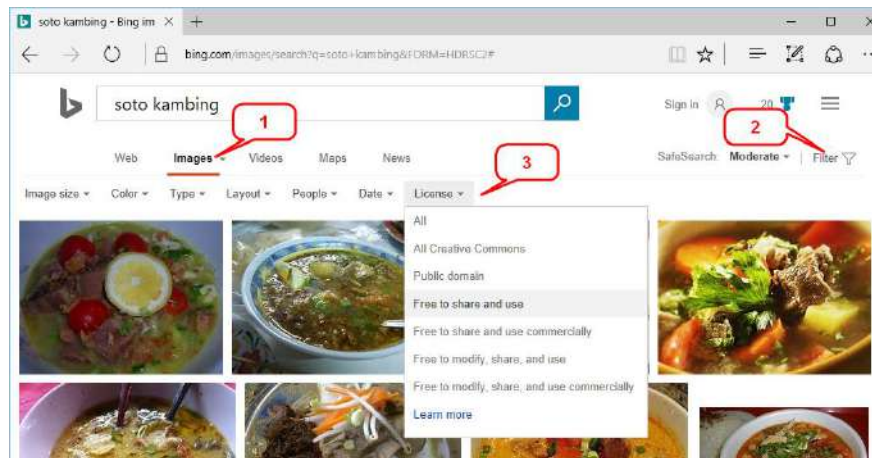 soto kambing - Bing im
bing.com/images/search?q=soto+kambing&FORM=HDRSC2#
soto kambing
Sign in 20
1
2
3
Web Images Videos Maps News
SafeSearch Moderate | Filter
Image size Color Type Layout People Date License
All
All Creative Commons
Public domain
Free to share and use
Free to share and use commercially
Free to modify, share, and use
Free to modify, share, and use commercially
Learn more